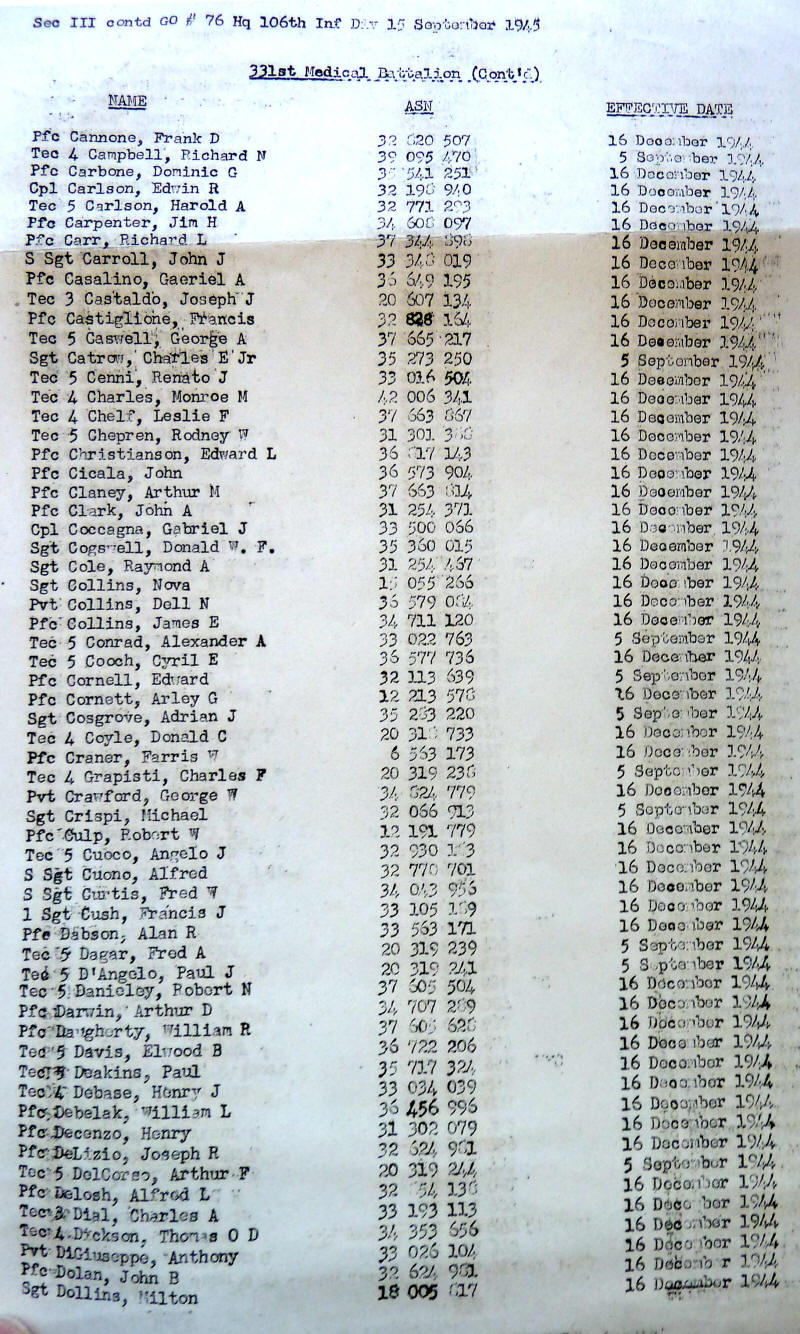 Sec III contd GO # 76 Hq 106th Inf Div 15 September 1945
331st Medical Battalion (Cont'd)
NAME ASN EFFECTIVE DATE
Pfc Cannone, Frank D 32 620 507 16 December 1944
Tec 4 Campbell, Richard N 39 095 470 5 September 1944
Pfc Carbone, Dominic G 541 251 16 December 1944
Cpl Carlson, Edwin R 32 940 16 December 1944
Tec 5 Carlson, Harold A 32 771 16 December 1944
Pfc Carpenter, Jim H 34 097 16 December 1944
Pfc Carr, Richard L 37 344 16 December 1944
S Sgt Carroll, John J 33 019 16 December 1944
Pfc Casalino, Gaeriel A 36 649 195 16 December 1944
Tec 3 Castaldo, Joseph J 20 607 134 16 December 1944
Pfc Castiglione, Francis 32 164 16 December 1944
Tec 5 Caswell, George A 37 665 217 16 December 1944
Sgt Catrow, Charles E Jr 35 273 250 5 September 1944
Tec 5 Cenni, Renato J 33 016 504 16 December 1944
Tec 4 Charles, Monroe M 42 006 341 16 December 1944
Tec 4 Chelf, Leslie F 37 663 16 December 1944
Tec 5 Chepren, Rodney W 31 301 16 December 1944
Pfc Christianson, Edward L 36 143 16 December 1944
Pfc Cicala, John 36 573 904 16 December 1944
Pfc Claney, Arthur M 37 663 16 December 1944
Pfc Clark, John A 31 254 371 16 December 1944
Cpl Coccagna, Gabriel J 33 500 066 16 December 1944
Sgt Cogswell, Donald W. F. 35 360 015 16 December 1944
Sgt Cole, Raymond A 31 254 467 16 December 1944
Sgt Collins, Nova 055 266 16 December 1944
Pvt Collins, Dell N 36 579 16 December 1944
Pfc Collins, James E 34 711 120 16 December 1944
Tec 5 Conrad, Alexander A 33 022 763 5 September 1944
Tec 5 Cooch, Cyril E 36 577 736 16 December 1944
Pfc Cornell, Edward 32 113 639 5 September 1944
Pfc Cornett, Arley G 12 213 16 December 1944
Sgt Cosgrove, Adrian J 35 220 5 September 1944
Tec 4 Coyle, Donald C 20 733 16 December 1944
Pfc Craner, Farris W 6 563 173 16 December 1944
Tec 4 Grapisti, Charles F 20 319 5 September 1944
Pvt Crawford, George W 34 824 779 16 December 1944
Sgt Crispi, Michael 32 066 913 5 September 1944
Pfc Culp, Robert W 12 191 779 16 December 1944
Tec 5 Cuoco, Angelo J 32 930 16 December 1944
S Sgt Cuono, Alfred 32 701 16 December 1944
S Sgt Curtis, Fred W 34 043 16 December 1944
1 Sgt Cush, Francis J 33 105 16 December 1944
Pfc Dabson, Alan R 33 563 171 16 December 1944
Tec 5 Dagar, Fred A 20 319 239 5 September 1944
Tec 5 D'Angelo, Paul J 20 319 241 5 September 1944
Tec 5 Danieley, Robert N 37 605 504 16 December 1944
Pfc Darwin, Arthur D 34 707 16 December 1944
Pfc Daugherty, William R 37 16 December 1944
Tec 5 Davis, Elwood B 36 722 206 16 December 1944
Deakins, Paul 35 717 324 16 December 1944
Tec 4 Debase, Henry J 33 034 039 16 December 1944
Pfc Debelak, William L 36 456 996 16 December 1944
Pfc Decenzo, Henry 31 302 079 16 December 1944
Pfc DeLizio, Joseph R 32 624 16 December 1944
Tec 5 DelCorso, Arthur F 20 319 244 5 September 1944
Pfc Delosh, Alfred L 32 16 December 1944
Tec 3 Dial, Charles A 33 193 113 16 December 1944
Tec 4 Dickson, Thomas O D 34 353 656 16 December 1944
Pvt DiGiuseppe, Anthony 33 026 104 16 December 1944
Pfc Dolan, John B 32 624 16 December 1944
Sgt Dollins, Milton 18 005 16 December 1944